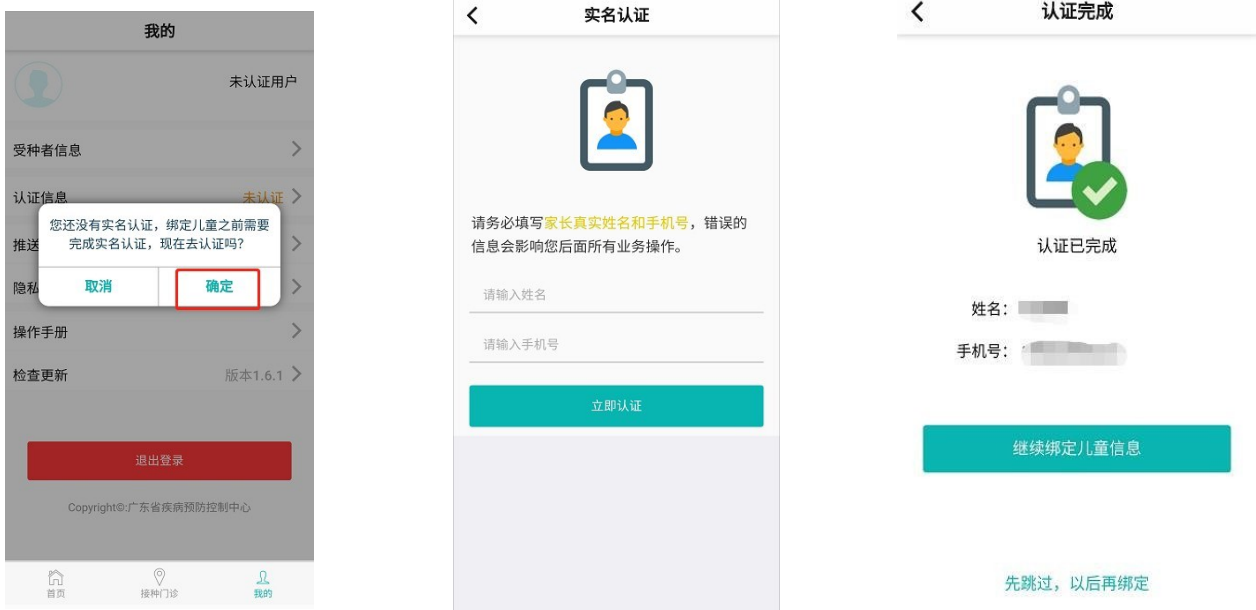 我的
未认证用户
受种者信息
认证信息 未认证
您还没有实名认证，绑定儿童之前需要
完成实名认证，现在去认证吗？
推送
取消 确定
隐私
操作手册
检查更新 版本1.6.1
退出登录
Copyright©:广东省疾病预防控制中心
首页 接种门诊 我的
实名认证
请务必填写家长真实姓名和手机号，错误的
信息会影响您后面所有业务操作。
请输入姓名
请输入手机号
立即认证
认证完成
认证已完成
姓名：
手机号：
继续绑定儿童信息
先跳过，以后再绑定